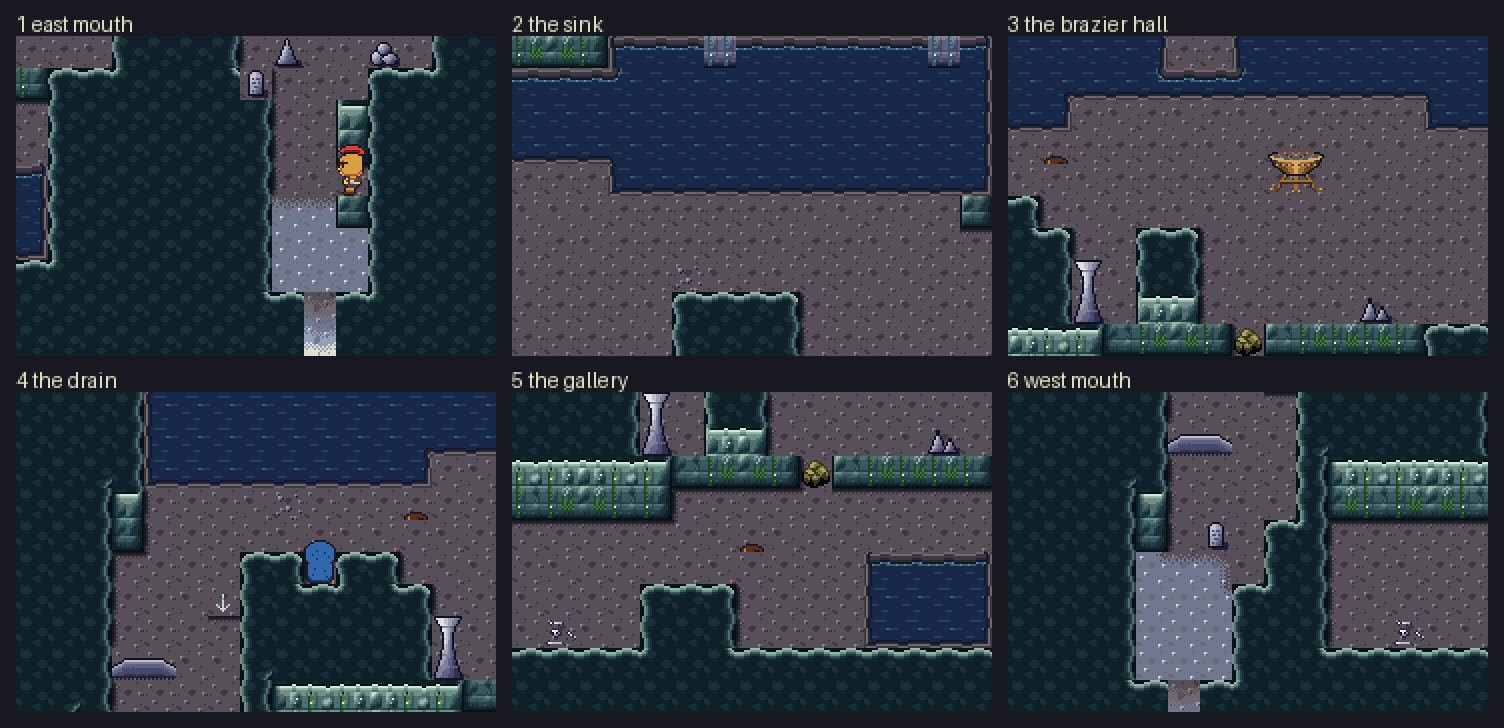 1 east mouth
2 the sink
3 the brazier hall
4 the drain
5 the gallery
6 west mouth